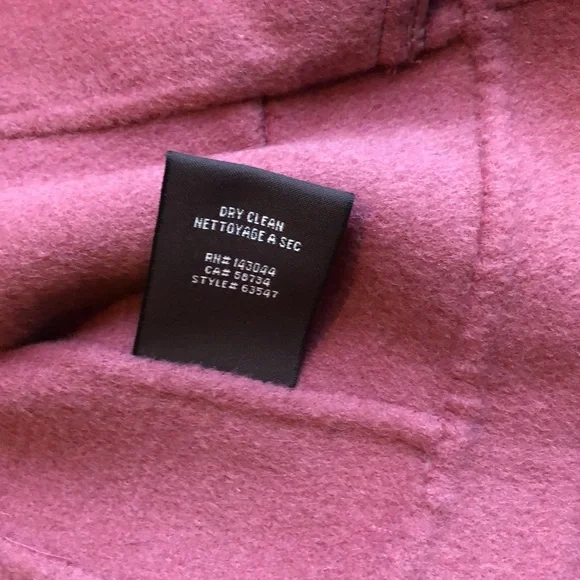 DRY CLEAN
NETTOYAGE A SEC
RN# 143044
CA# 58734
STYLE# 63547